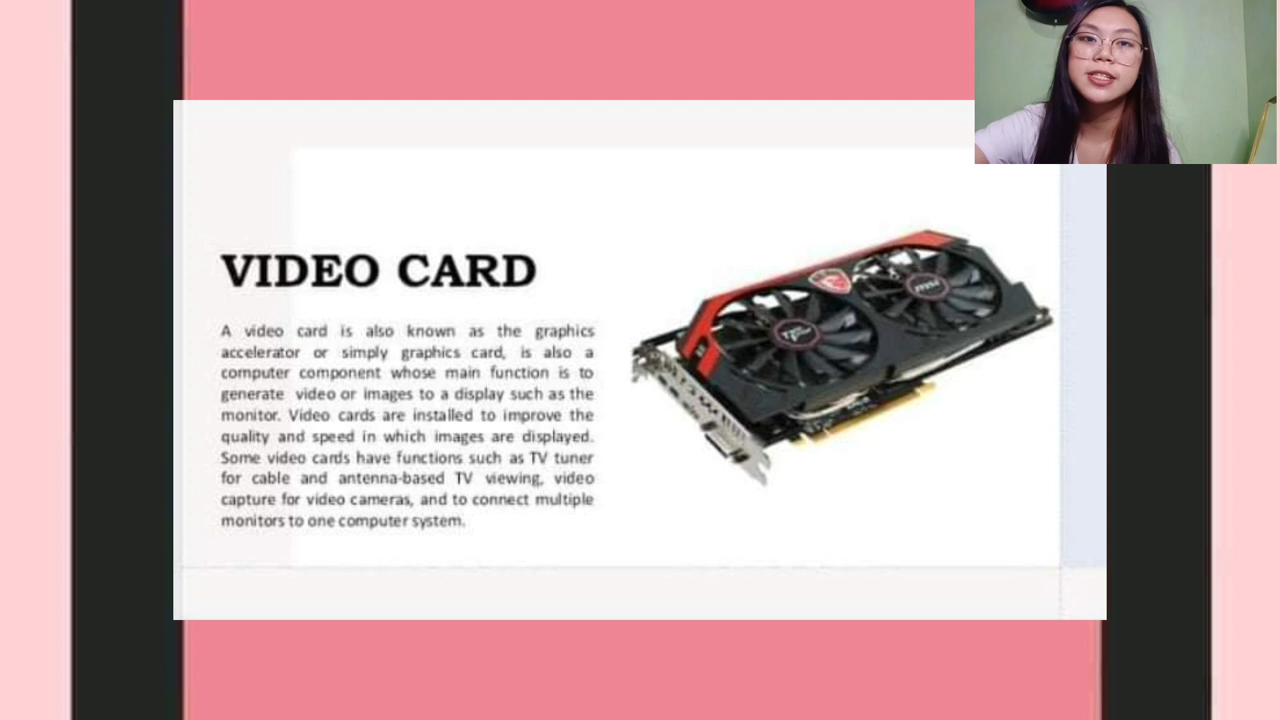 VIDEO CARD
A video card is also known as the graphics
accelerator or simply graphics card, is also a
computer component whose main function is to
generate video or images to a display such as the
monitor. Video cards are installed to improve the
quality and speed in which images are displayed.
Some video cards have functions such as TV tuner
for cable and antenna-based TV viewing, video
capture for video cameras, and to connect multiple
monitors to one computer system.
msi